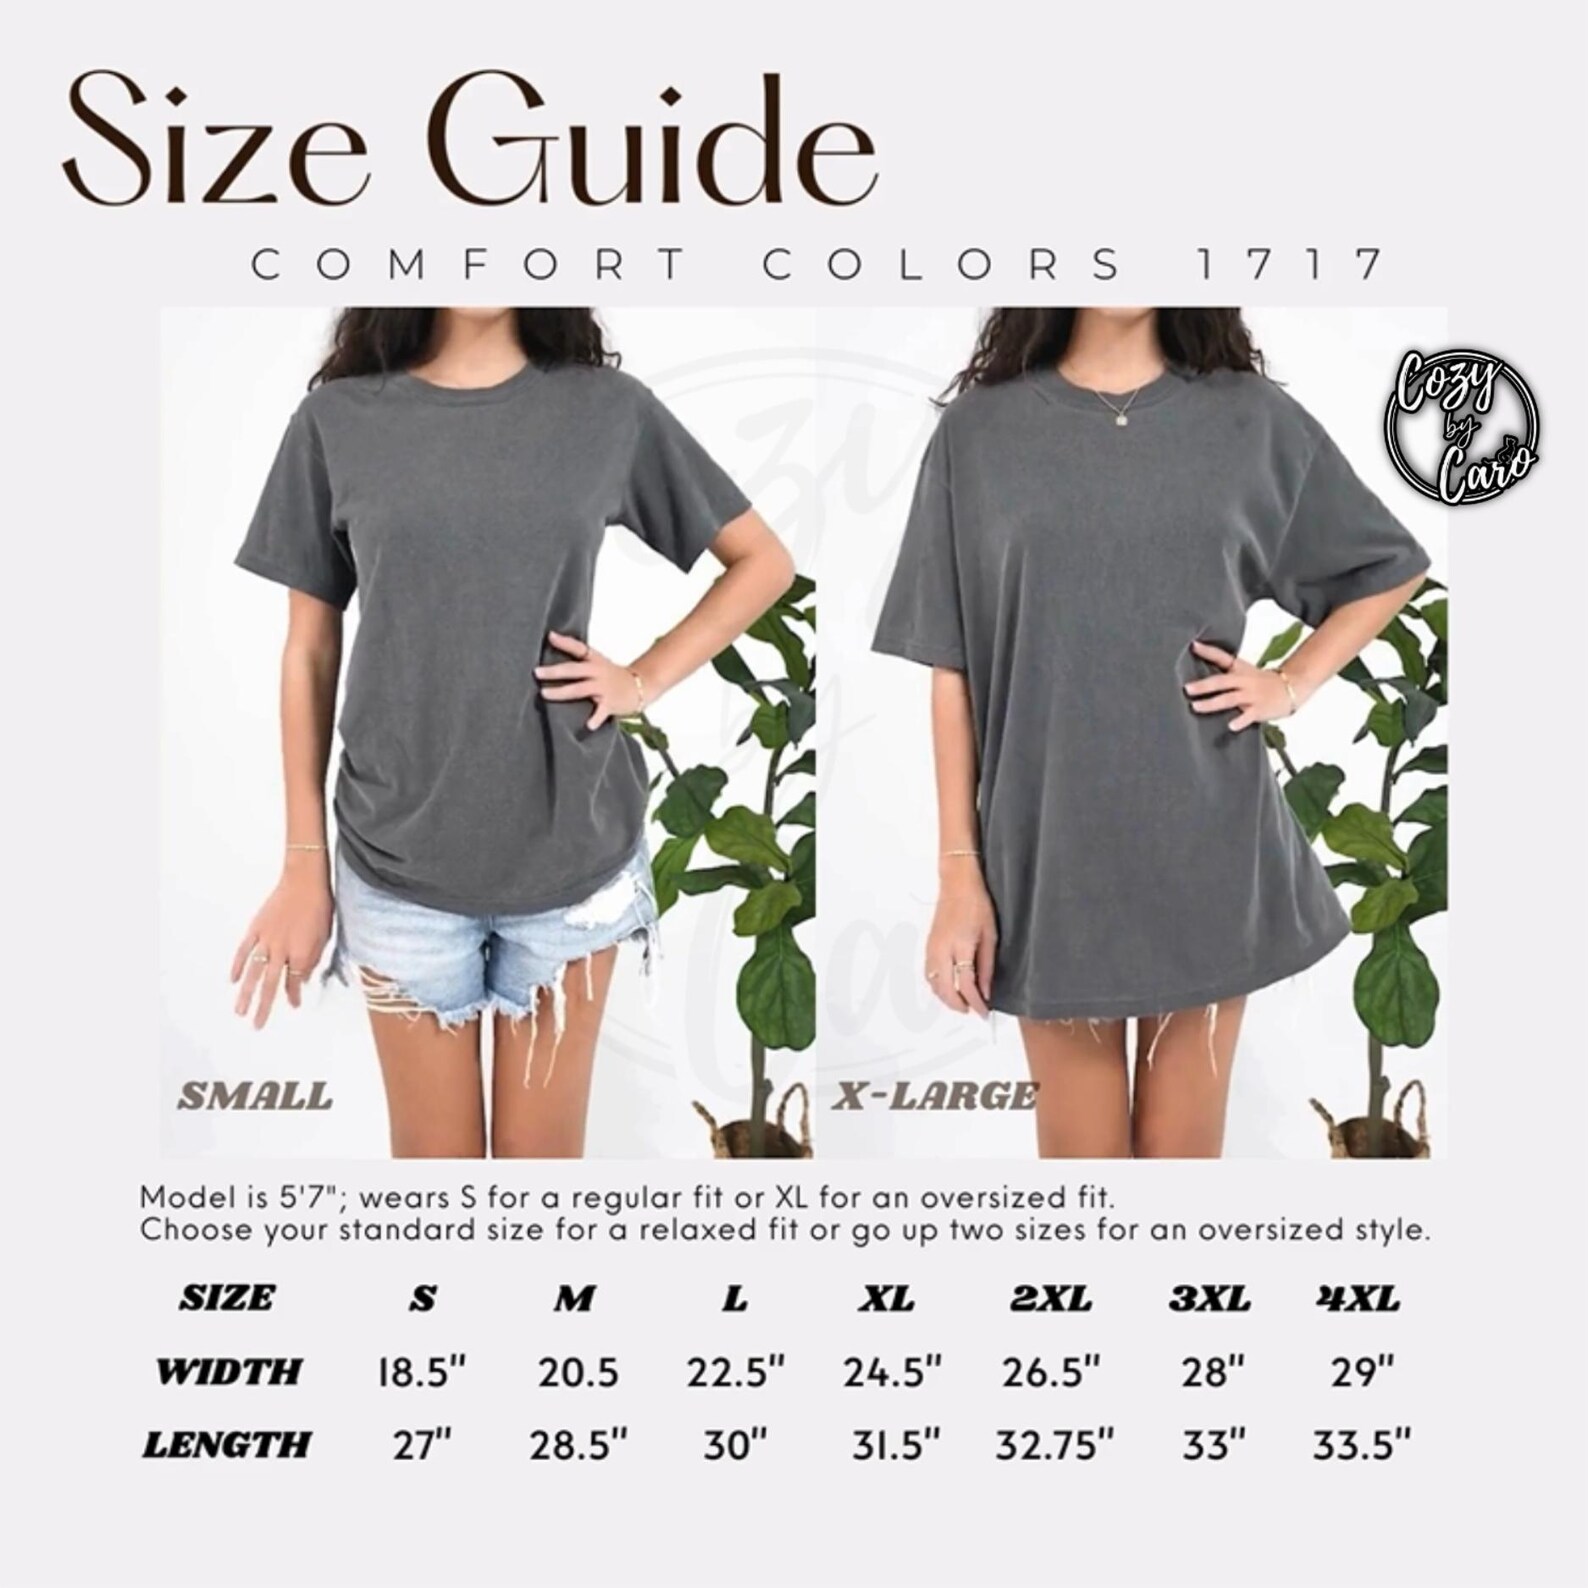 Size Guide
COMFORT COLORS 1717
Cozy
by
Caro
SMALL
X-LARGE
Model is 5'7"; wears S for a regular fit or XL for an oversized fit.
Choose your standard size for a relaxed fit or go up two sizes for an oversized style.
SIZE S M L XL 2XL 3XL 4XL
WIDTH 18.5" 20.5 22.5" 24.5" 26.5" 28" 29"
LENGTH 27" 28.5" 30" 31.5" 32.75" 33" 33.5"